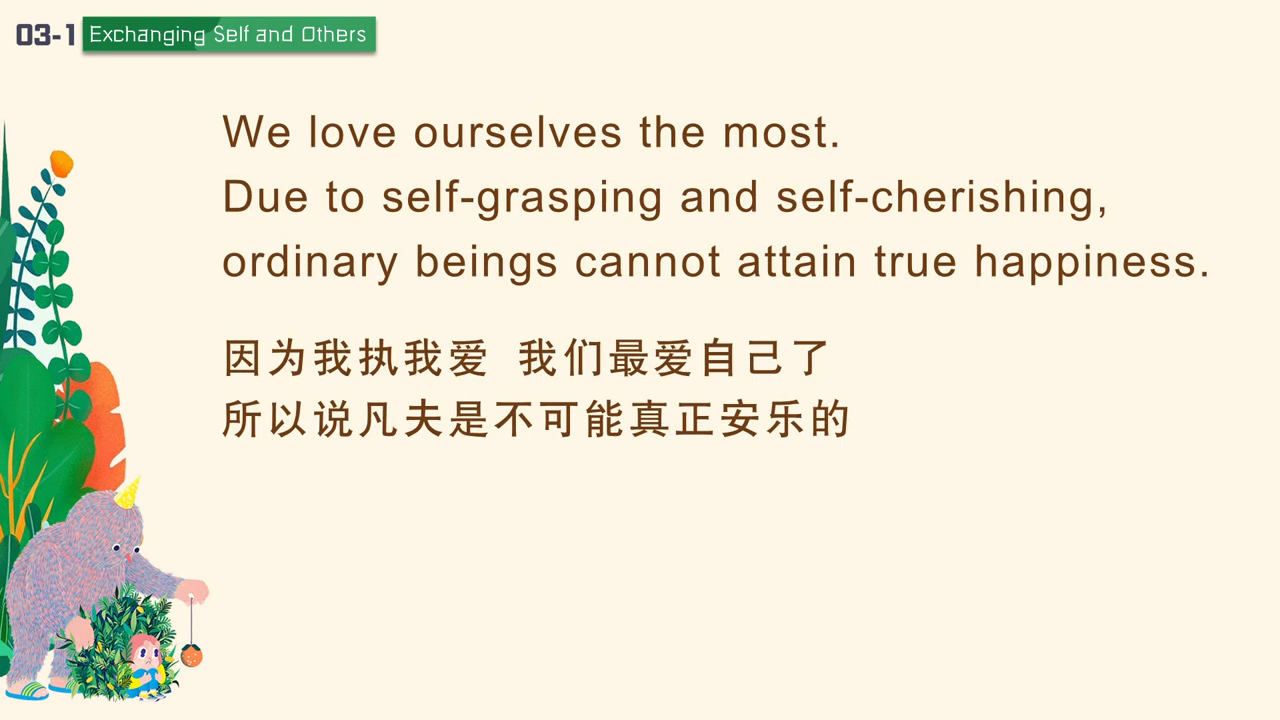 03-1 Exchanging Self and Others
We love ourselves the most.
Due to self-grasping and self-cherishing,
ordinary beings cannot attain true happiness.
因为我执我爱 我们最爱自己了
所以说凡夫是不可能真正安乐的